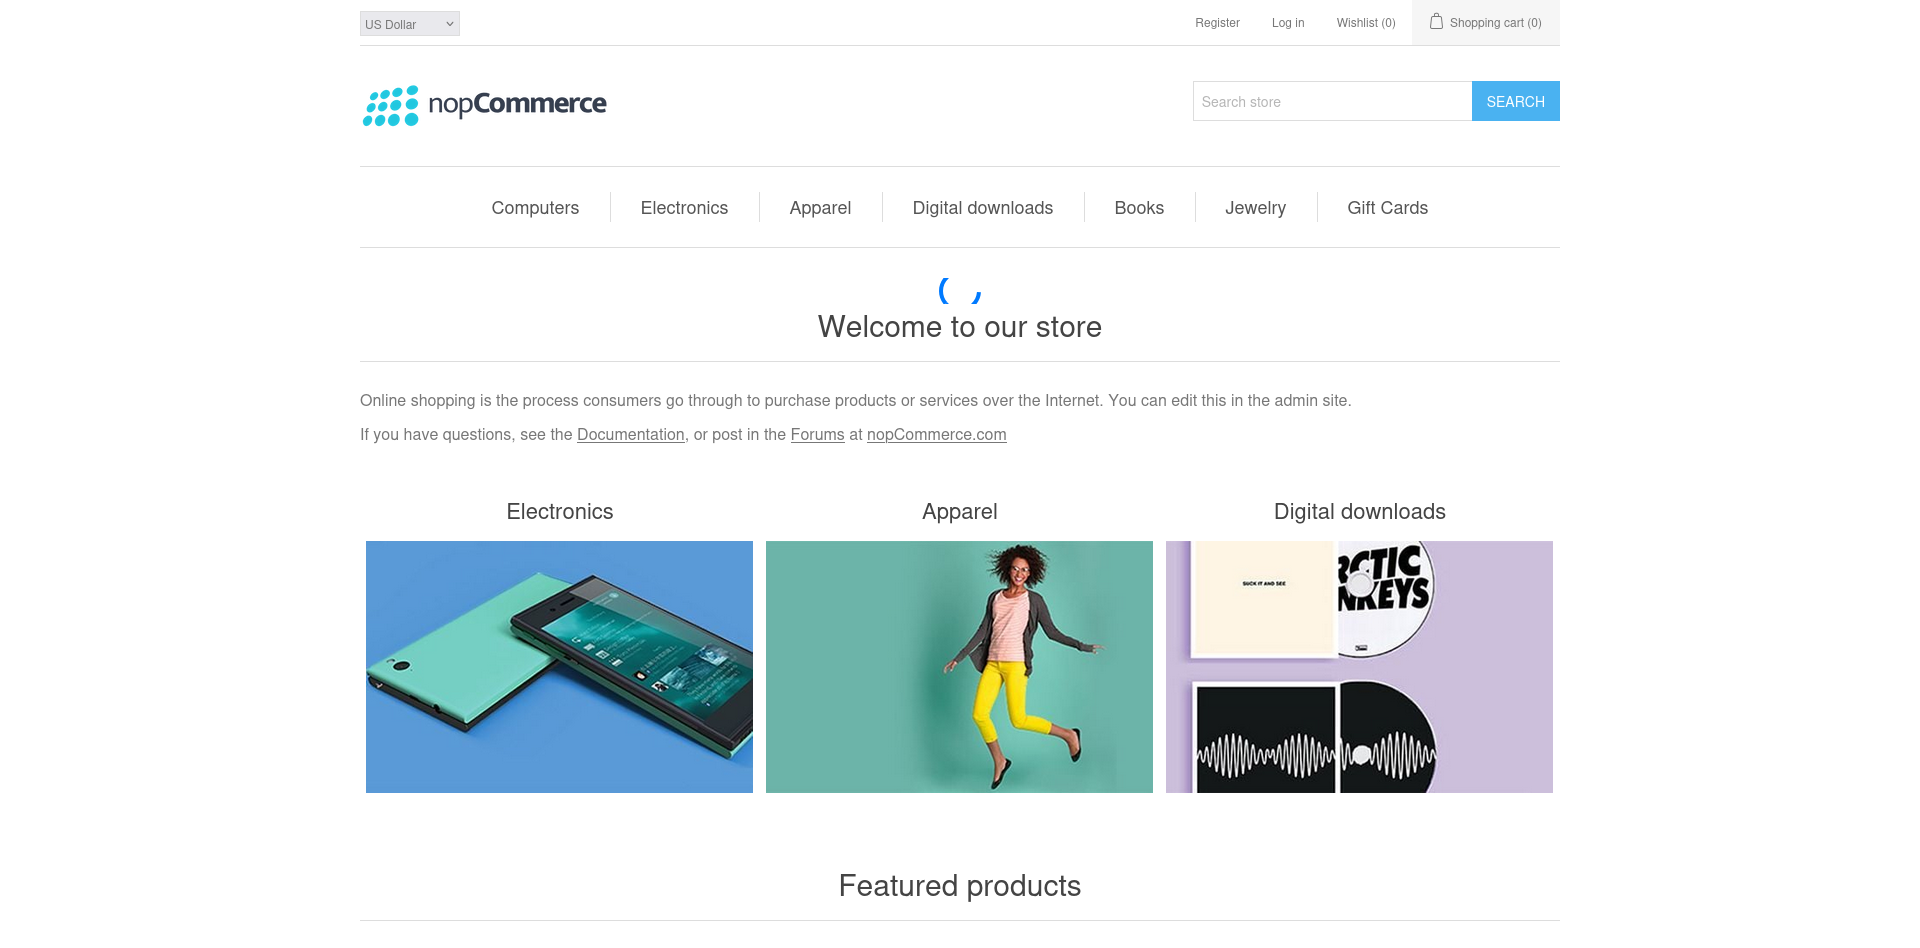 US Dollar
Register
Log in
Wishlist (0)
Shopping cart (0)
nopCommerce
Search store
SEARCH
Computers
Electronics
Apparel
Digital downloads
Books
Jewelry
Gift Cards
Welcome to our store
Online shopping is the process consumers go through to purchase products or services over the Internet. You can edit this in the admin site.
If you have questions, see the Documentation, or post in the Forums at nopCommerce.com
Electronics
Apparel
Digital downloads
SUCK IT AND SEE
RCTIC
NKEYS
Featured products